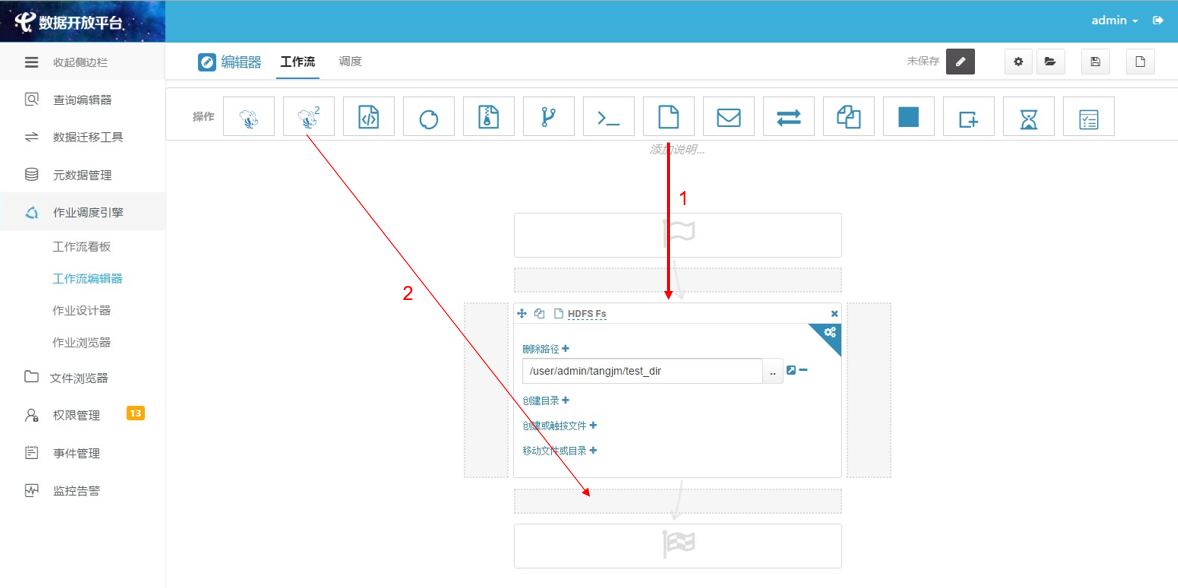 数据开放平台
admin
收起侧边栏
编辑器
工作流
调度
未保存
查询编辑器
操作
2
数据迁移工具
添加说明...
元数据管理
1
作业调度引擎
工作流看板
工作流编辑器
2
作业设计器
HDFS Fs
作业浏览器
删除路径
/user/admin/tangjm/test_dir
..
文件浏览器
创建目录
权限管理
13
创建或触摸文件
事件管理
移动文件或目录
监控告警